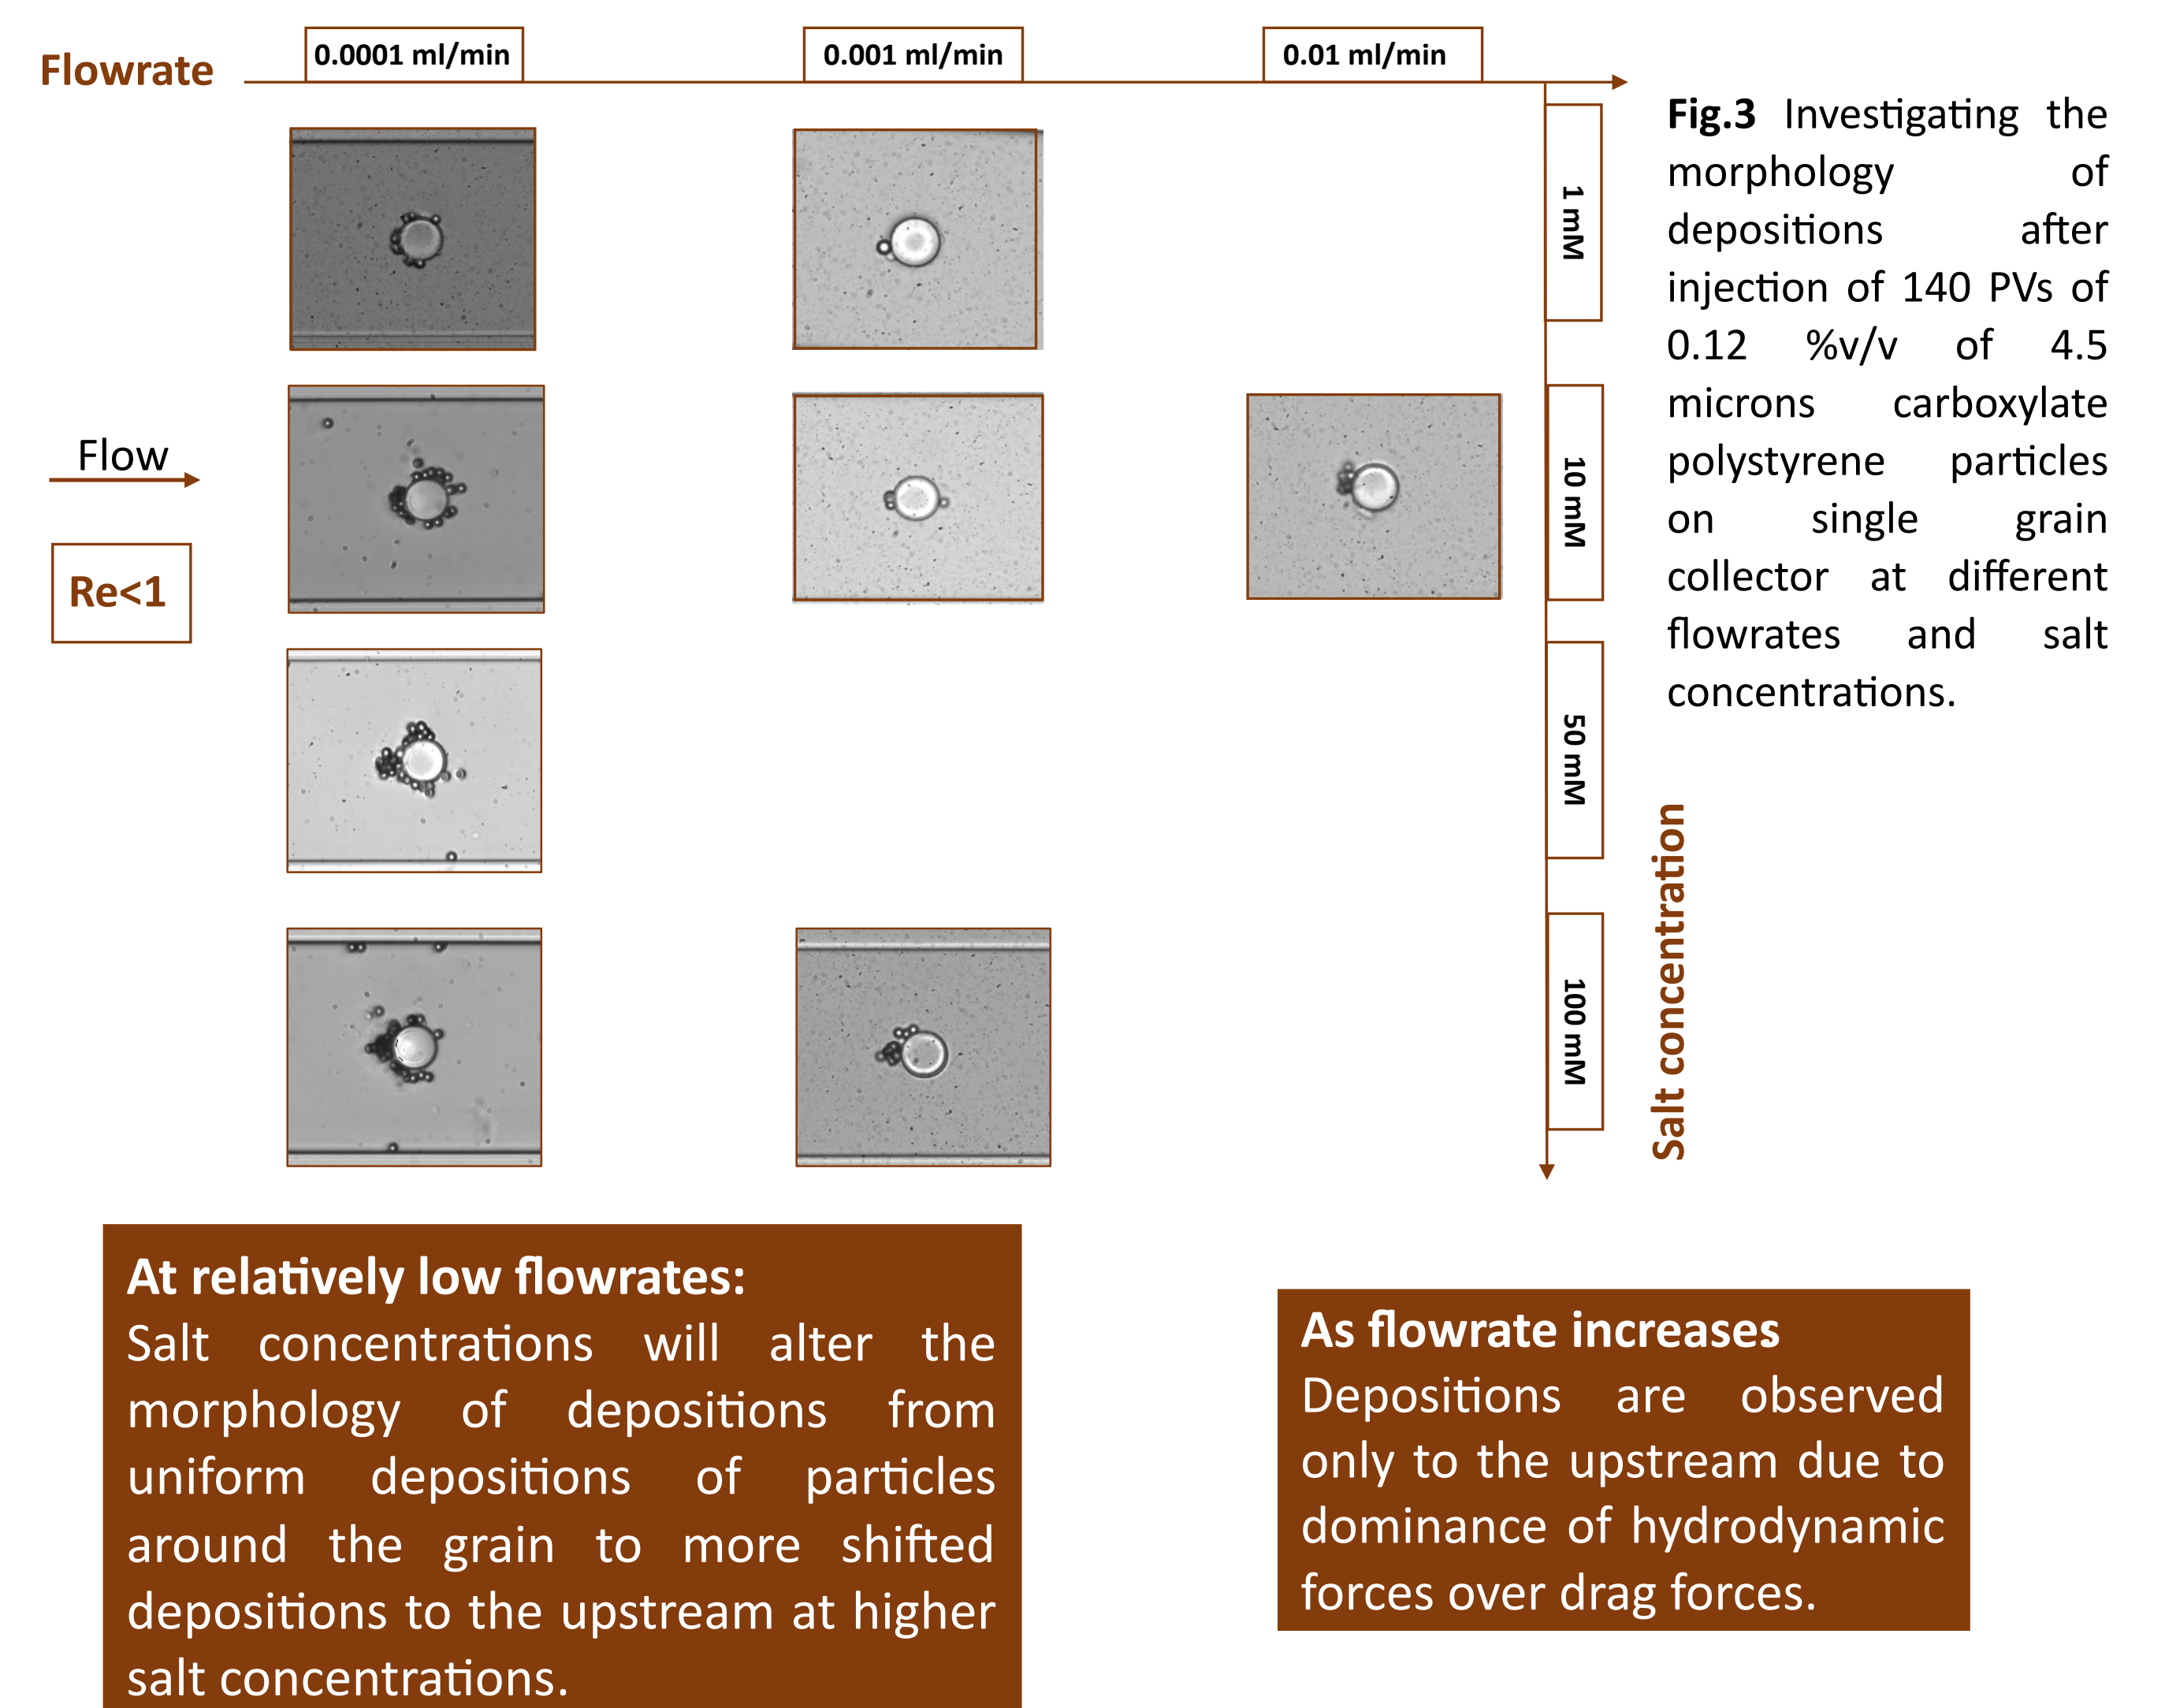 Flowrate
0.0001 ml/min
0.001 ml/min
0.01 ml/min
Flow
Re<1
1 mM
10 mM
50 mM
100 mM
Salt concentration
Fig.3 Investigating the
morphology of
depositions after
injection of 140 PVs of
0.12 %v/v of 4.5
microns carboxylate
polystyrene particles
on single grain
collector at different
flowrates and salt
concentrations.
At relatively low flowrates:
Salt concentrations will alter the
morphology of depositions from
uniform depositions of particles
around the grain to more shifted
depositions to the upstream at higher
salt concentrations.
As flowrate increases
Depositions are observed
only to the upstream due to
dominance of hydrodynamic
forces over drag forces.